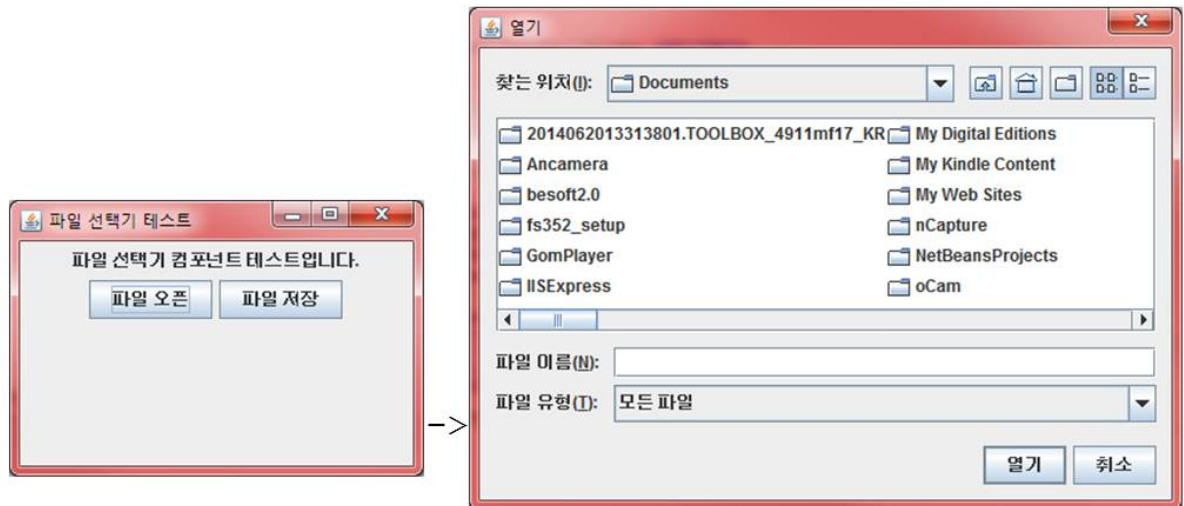 파일 선택기 테스트
파일 선택기 컴포넌트 테스트입니다.
파일 오픈 파일 저장
->
열기
찾는 위치(I): Documents
2014062013313801.TOOLBOX_4911mf17_KR My Digital Editions
Ancamera My Kindle Content
besoft2.0 My Web Sites
fs352_setup nCapture
GomPlayer NetBeansProjects
IISExpress oCam
파일 이름(N):
파일 유형(T): 모든 파일
열기 취소